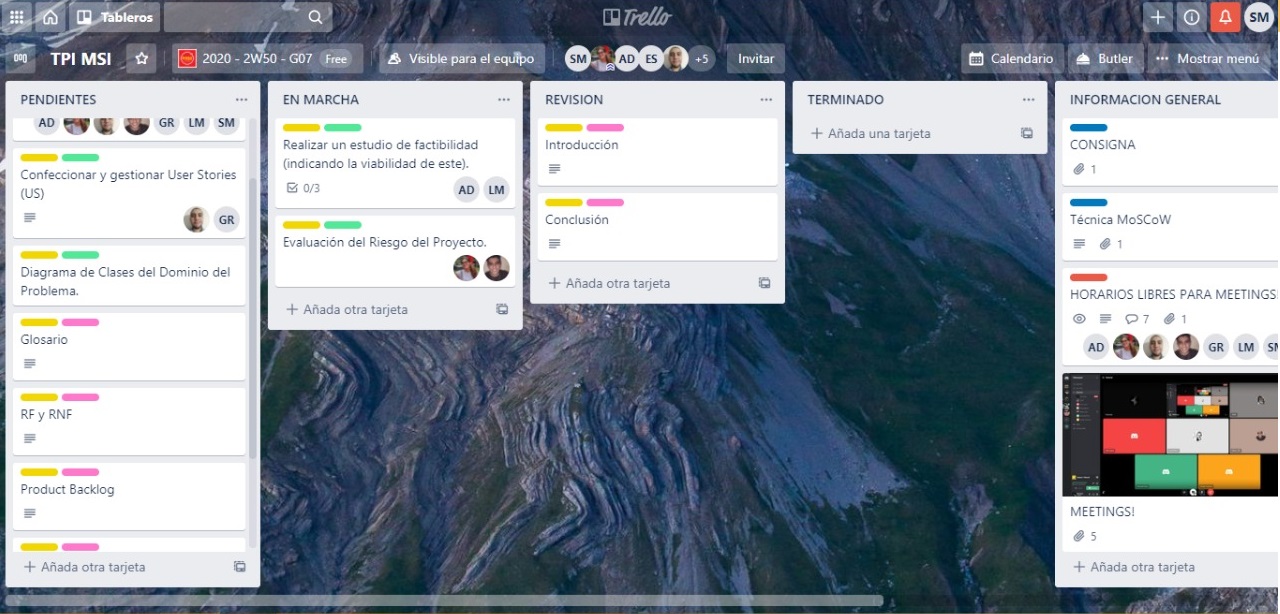 Tableros
Trello
SM
TPI MSI
2020 - 2W50 - G07 Free
Visible para el equipo
SM AD ES +5
Invitar
Calendario
Butler
Mostrar menú
PENDIENTES
AD GR LM SM
Confeccionar y gestionar User Stories
(US)
GR
Diagrama de Clases del Dominio del
Problema.
Glosario
RF y RNF
Product Backlog
Añada otra tarjeta
EN MARCHA
Realizar un estudio de factibilidad
(indicando la viabilidad de este).
0/3
AD LM
Evaluación del Riesgo del Proyecto.
Añada otra tarjeta
REVISION
Introducción
Conclusión
Añada otra tarjeta
TERMINADO
Añada una tarjeta
INFORMACION GENERAL
CONSIGNA
1
Técnica MoSCoW
1
HORARIOS LIBRES PARA MEETINGS!
7 1
AD GR LM SM
MEETINGS!
5
Añada otra tarjeta